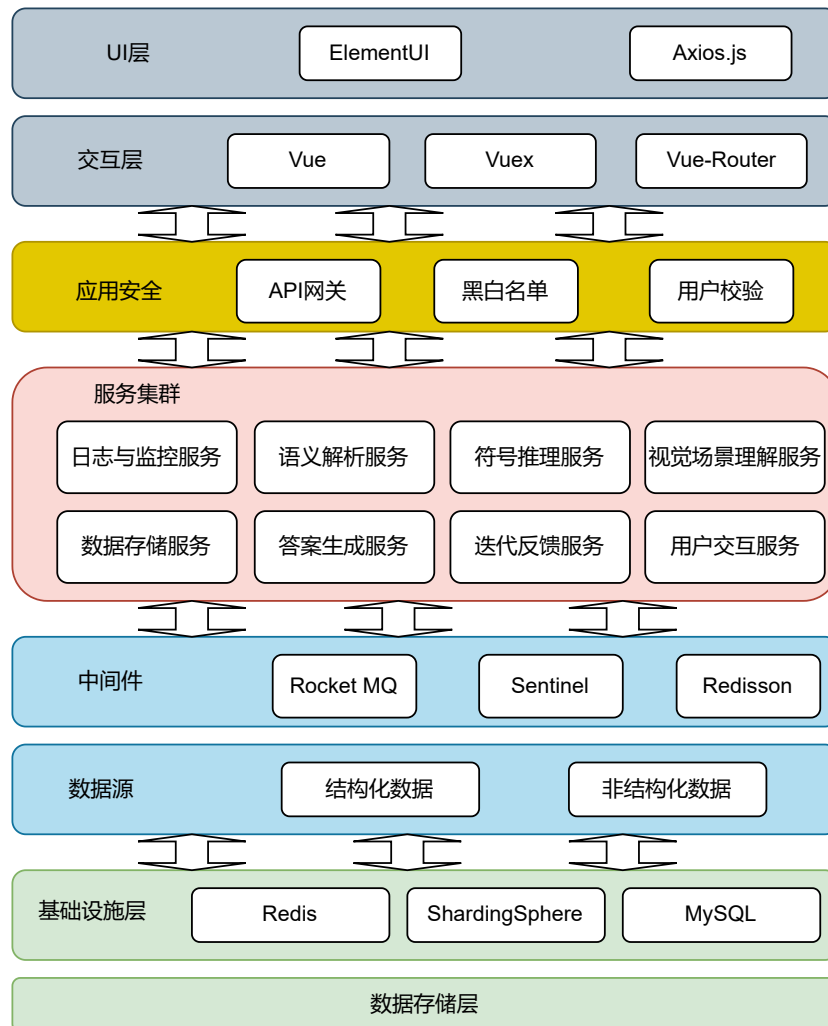 UI层
ElementUI
Axios.js
交互层
Vue
Vuex
Vue-Router
应用安全
API网关
黑白名单
用户校验
服务集群
日志与监控服务
语义解析服务
符号推理服务
视觉场景理解服务
数据存储服务
答案生成服务
迭代反馈服务
用户交互服务
中间件
Rocket MQ
Sentinel
Redisson
数据源
结构化数据
非结构化数据
基础设施层
Redis
ShardingSphere
MySQL
数据存储层